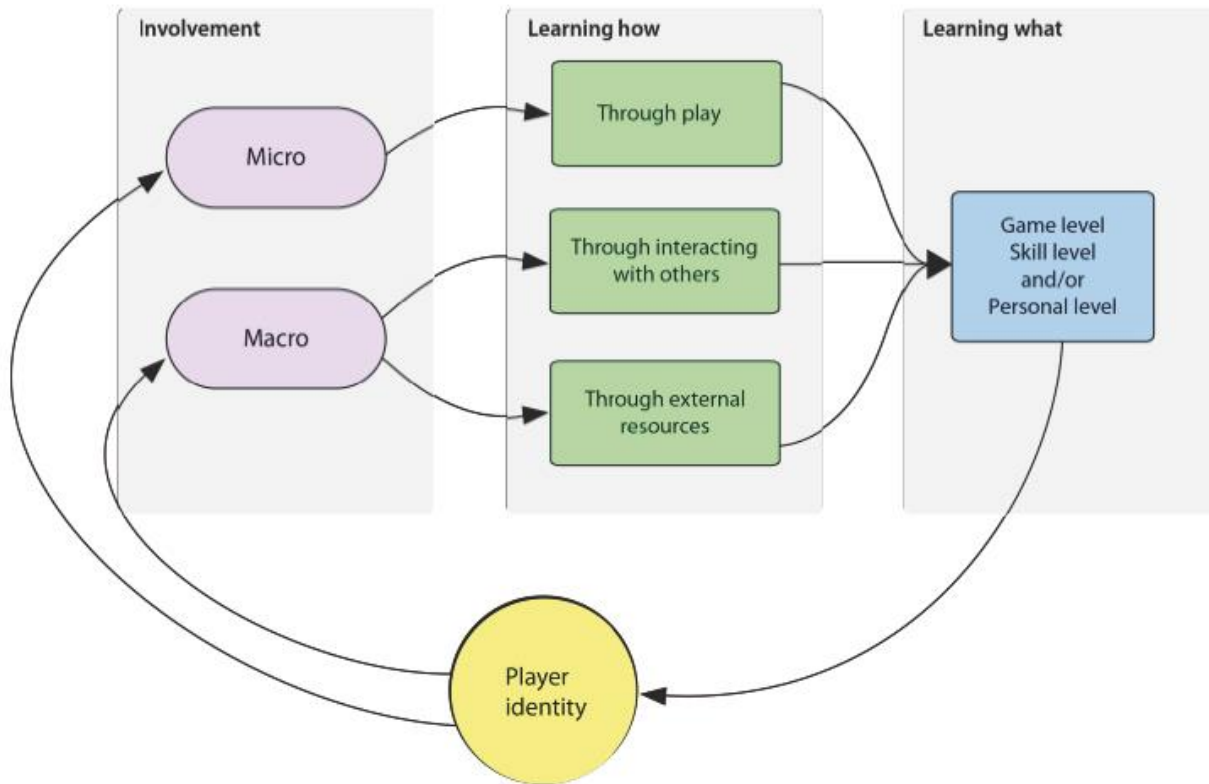 Involvement
Learning how
Learning what
Micro
Macro
Through play
Through interacting
with others
Through external
resources
Game level
Skill level
and/or
Personal level
Player
identity